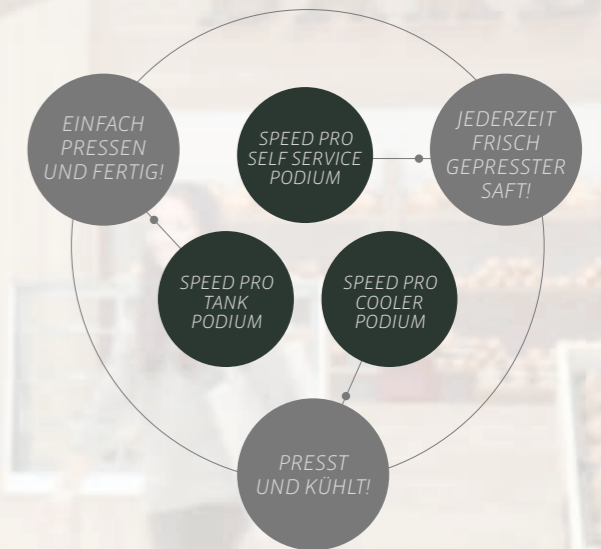 EINFACH
PRESSEN
UND FERTIG!
SPEED PRO
SELF SERVICE
PODIUM
JEDERZEIT
FRISCH
GEPRESSTER
SAFT!
SPEED PRO
TANK
PODIUM
SPEED PRO
COOLER
PODIUM
PRESST
UND KÜHLT!